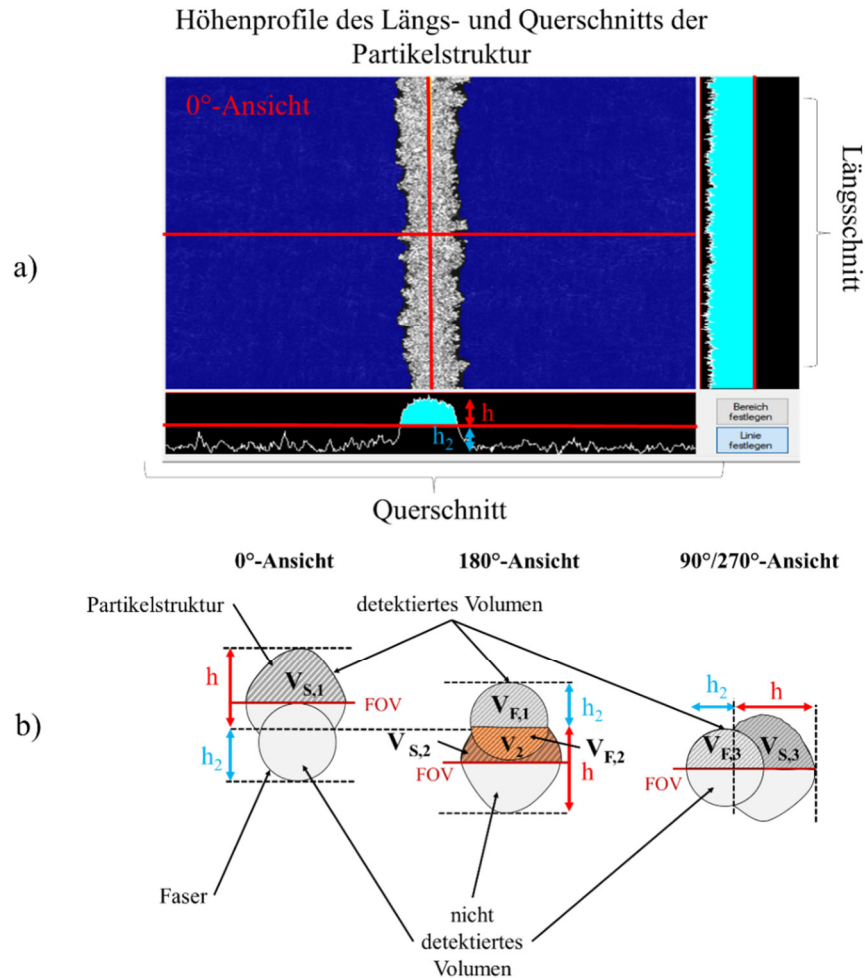 Höhenprofile des Längs- und Querschnitts der
Partikelstruktur
0°-Ansicht
Längsschnitt
a)
h
h2
Bereich
festlegen
Linie
festlegen
Querschnitt
0°-Ansicht
180°-Ansicht
90°/270°-Ansicht
Partikelstruktur
detektiertes Volumen
h
VS,1
FOV
h2
b)
VF,1
h2
VS,2
V2
VF,2
FOV
h
h2
h
VF,3
VS,3
FOV
Faser
nicht
detektiertes
Volumen